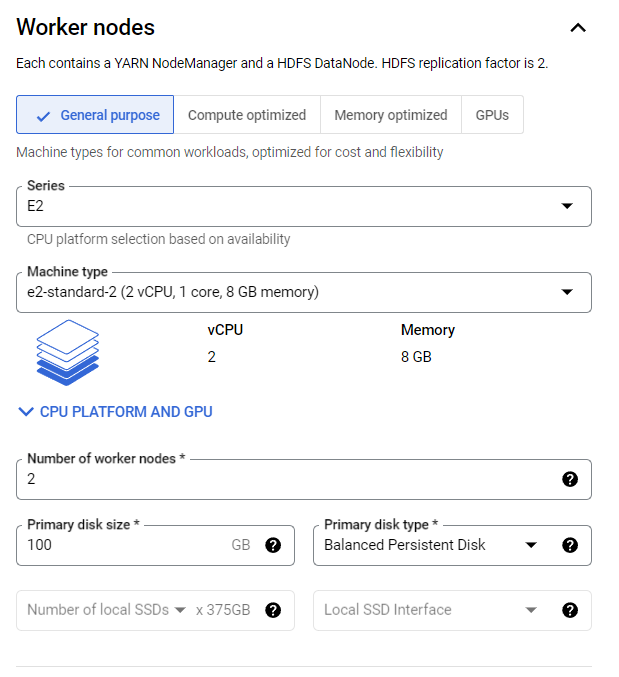 Worker nodes
Each contains a YARN NodeManager and a HDFS DataNode. HDFS replication factor is 2.
General purpose
Compute optimized
Memory optimized
GPUs
Machine types for common workloads, optimized for cost and flexibility
Series
E2
CPU platform selection based on availability
Machine type
e2-standard-2 (2 vCPU, 1 core, 8 GB memory)
vCPU Memory
2 8 GB
CPU PLATFORM AND GPU
Number of worker nodes *
2
Primary disk size *
100 GB
Primary disk type *
Balanced Persistent Disk
Number of local SSDs x 375GB
Local SSD Interface